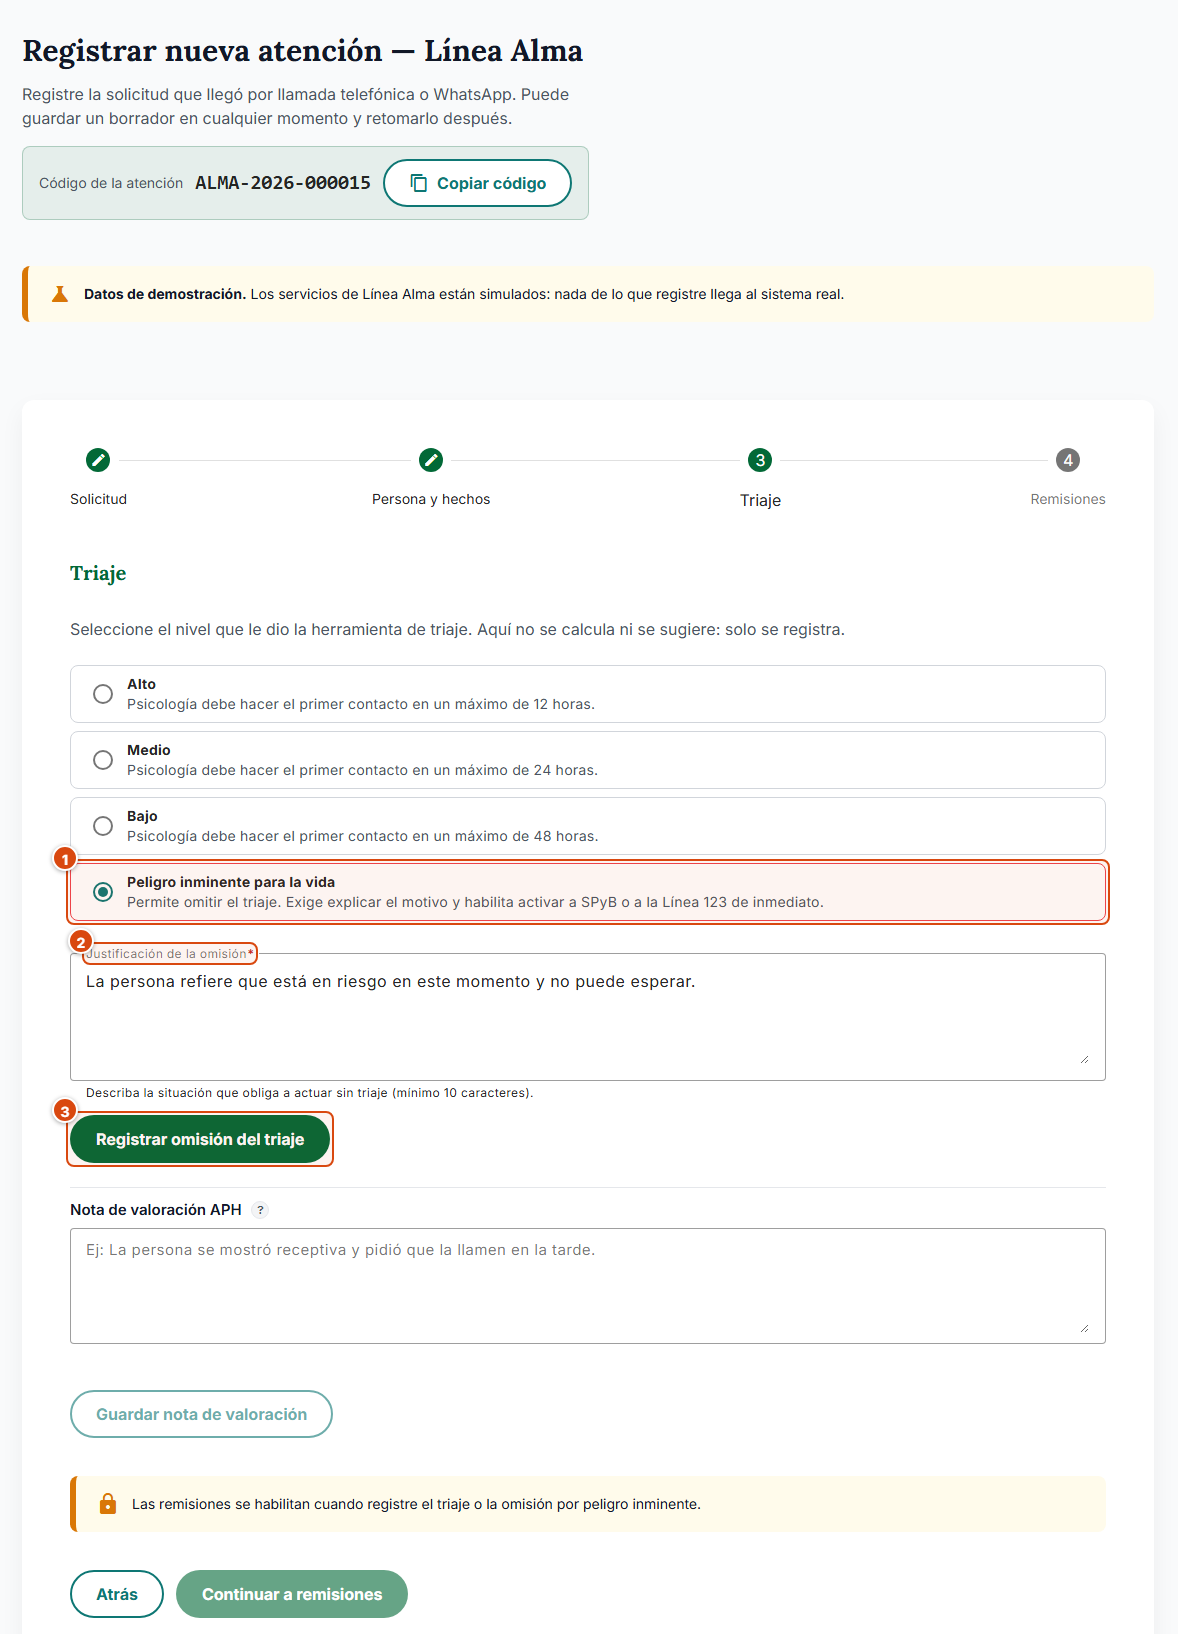 Registrar nueva atención — Línea Alma
Registre la solicitud que llegó por llamada telefónica o WhatsApp. Puede
guardar un borrador en cualquier momento y retomarlo después.
Código de la atención ALMA-2026-000015 Copiar código
Datos de demostración. Los servicios de Línea Alma están simulados: nada de lo que registre llega al sistema real.
3 4
Solicitud Persona y hechos Triaje Remisiones
Triaje
Seleccione el nivel que le dio la herramienta de triaje. Aquí no se calcula ni se sugiere: solo se registra.
Alto
Psicología debe hacer el primer contacto en un máximo de 12 horas.
Medio
Psicología debe hacer el primer contacto en un máximo de 24 horas.
Bajo
Psicología debe hacer el primer contacto en un máximo de 48 horas.
1
Peligro inminente para la vida
Permite omitir el triaje. Exige explicar el motivo y habilita activar a SPyB o a la Línea 123 de inmediato.
2
Justificación de la omisión*
La persona refiere que está en riesgo en este momento y no puede esperar.
Describa la situación que obliga a actuar sin triaje (mínimo 10 caracteres).
3
Registrar omisión del triaje
Nota de valoración APH ?
Ej: La persona se mostró receptiva y pidió que la llamen en la tarde.
Guardar nota de valoración
Las remisiones se habilitan cuando registre el triaje o la omisión por peligro inminente.
Atrás Continuar a remisiones